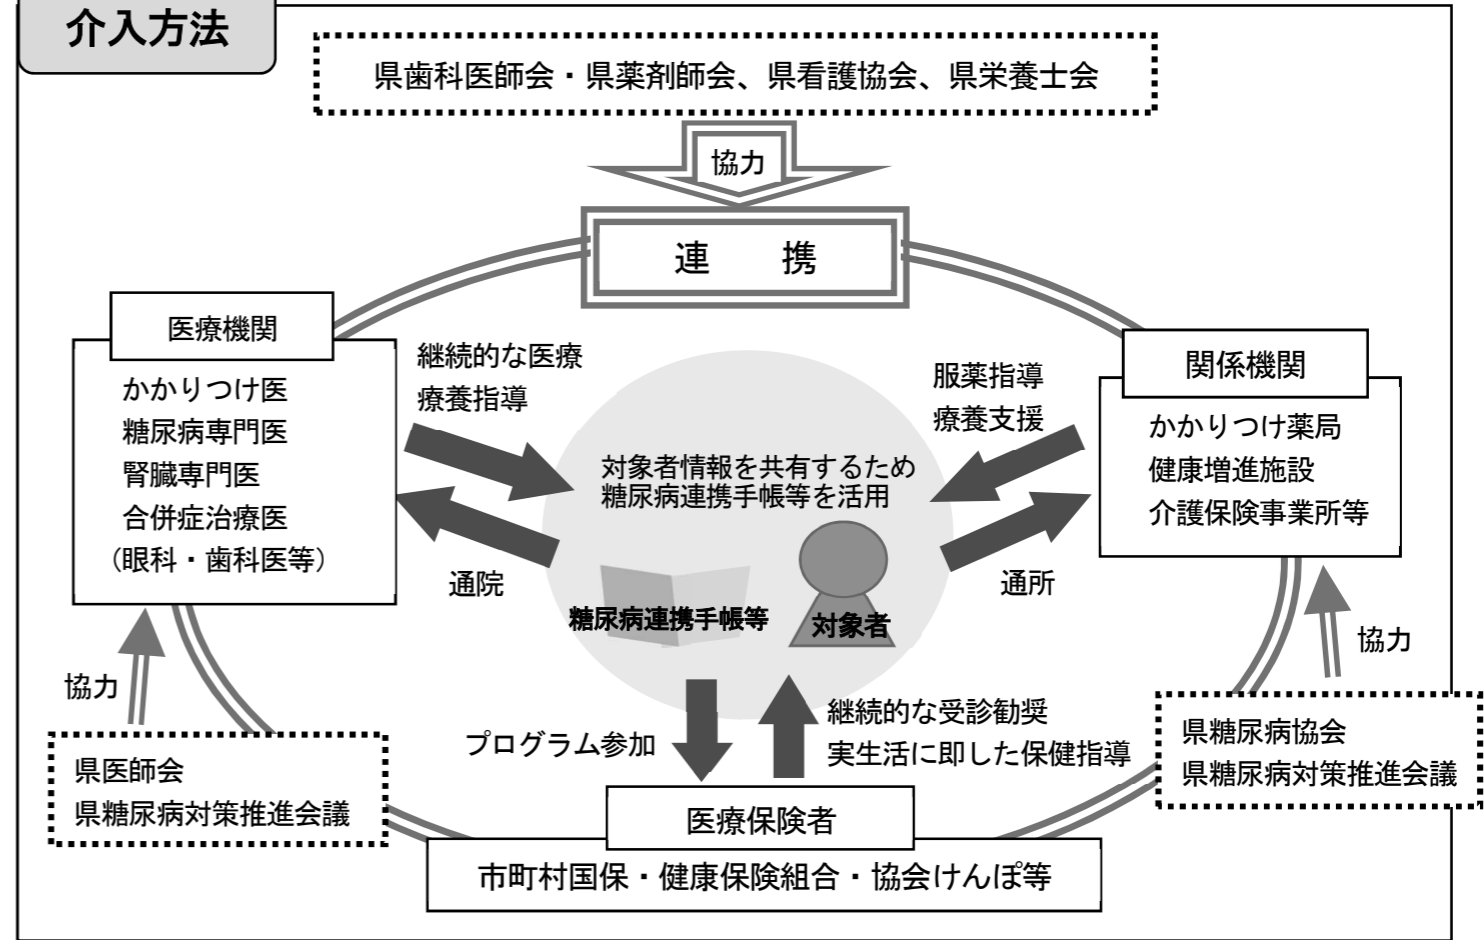 介入方法
県歯科医師会・県薬剤師会、県看護協会、県栄養士会
協力
連　携
医療機関
かかりつけ医
糖尿病専門医
腎臓専門医
合併症治療医
（眼科・歯科医等）
継続的な医療
療養指導
通院
対象者情報を共有するため
糖尿病連携手帳等を活用
糖尿病連携手帳等
対象者
服薬指導
療養支援
通所
関係機関
かかりつけ薬局
健康増進施設
介護保険事業所等
協力
県医師会
県糖尿病対策推進会議
プログラム参加
継続的な受診勧奨
実生活に即した保健指導
協力
県糖尿病協会
県糖尿病対策推進会議
医療保険者
市町村国保・健康保険組合・協会けんぽ等